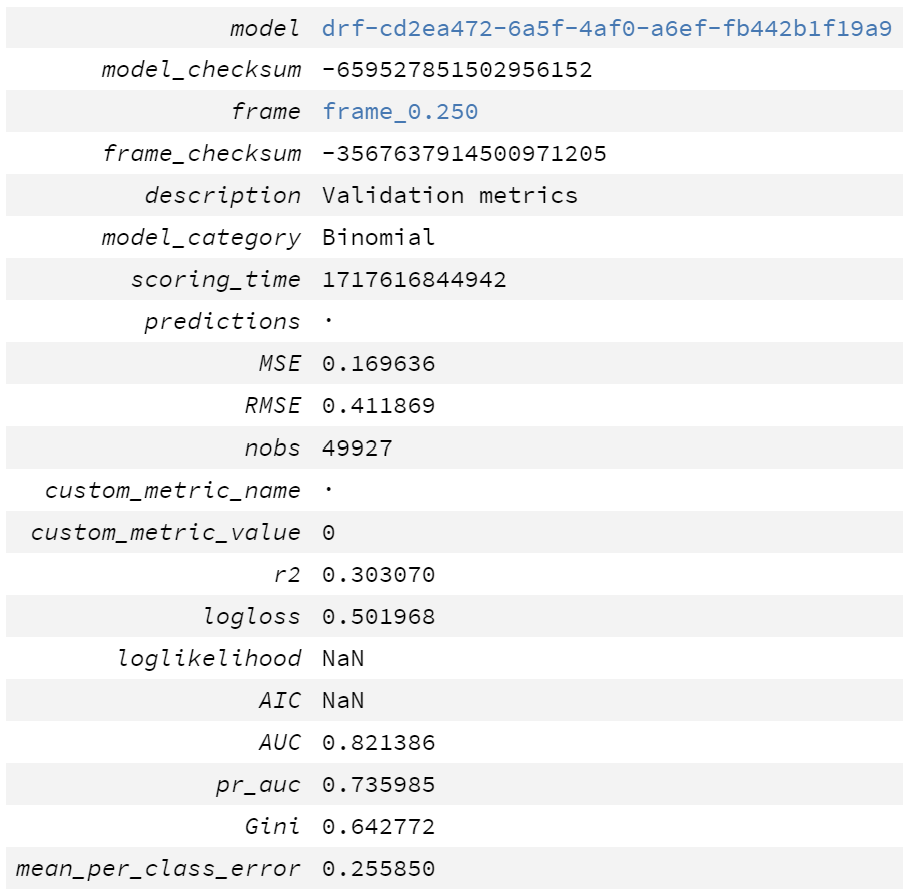 model drf-cd2ea472-6a5f-4af0-a6ef-fb442b1f19a9
model_checksum -659527851502956152
frame frame_0.250
frame_checksum -3567637914500971205
description Validation metrics
model_category Binomial
scoring_time 1717616844942
predictions ·
MSE 0.169636
RMSE 0.411869
nobs 49927
custom_metric_name ·
custom_metric_value 0
r2 0.303070
logloss 0.501968
loglikelihood NaN
AIC NaN
AUC 0.821386
pr_auc 0.735985
Gini 0.642772
mean_per_class_error 0.255850